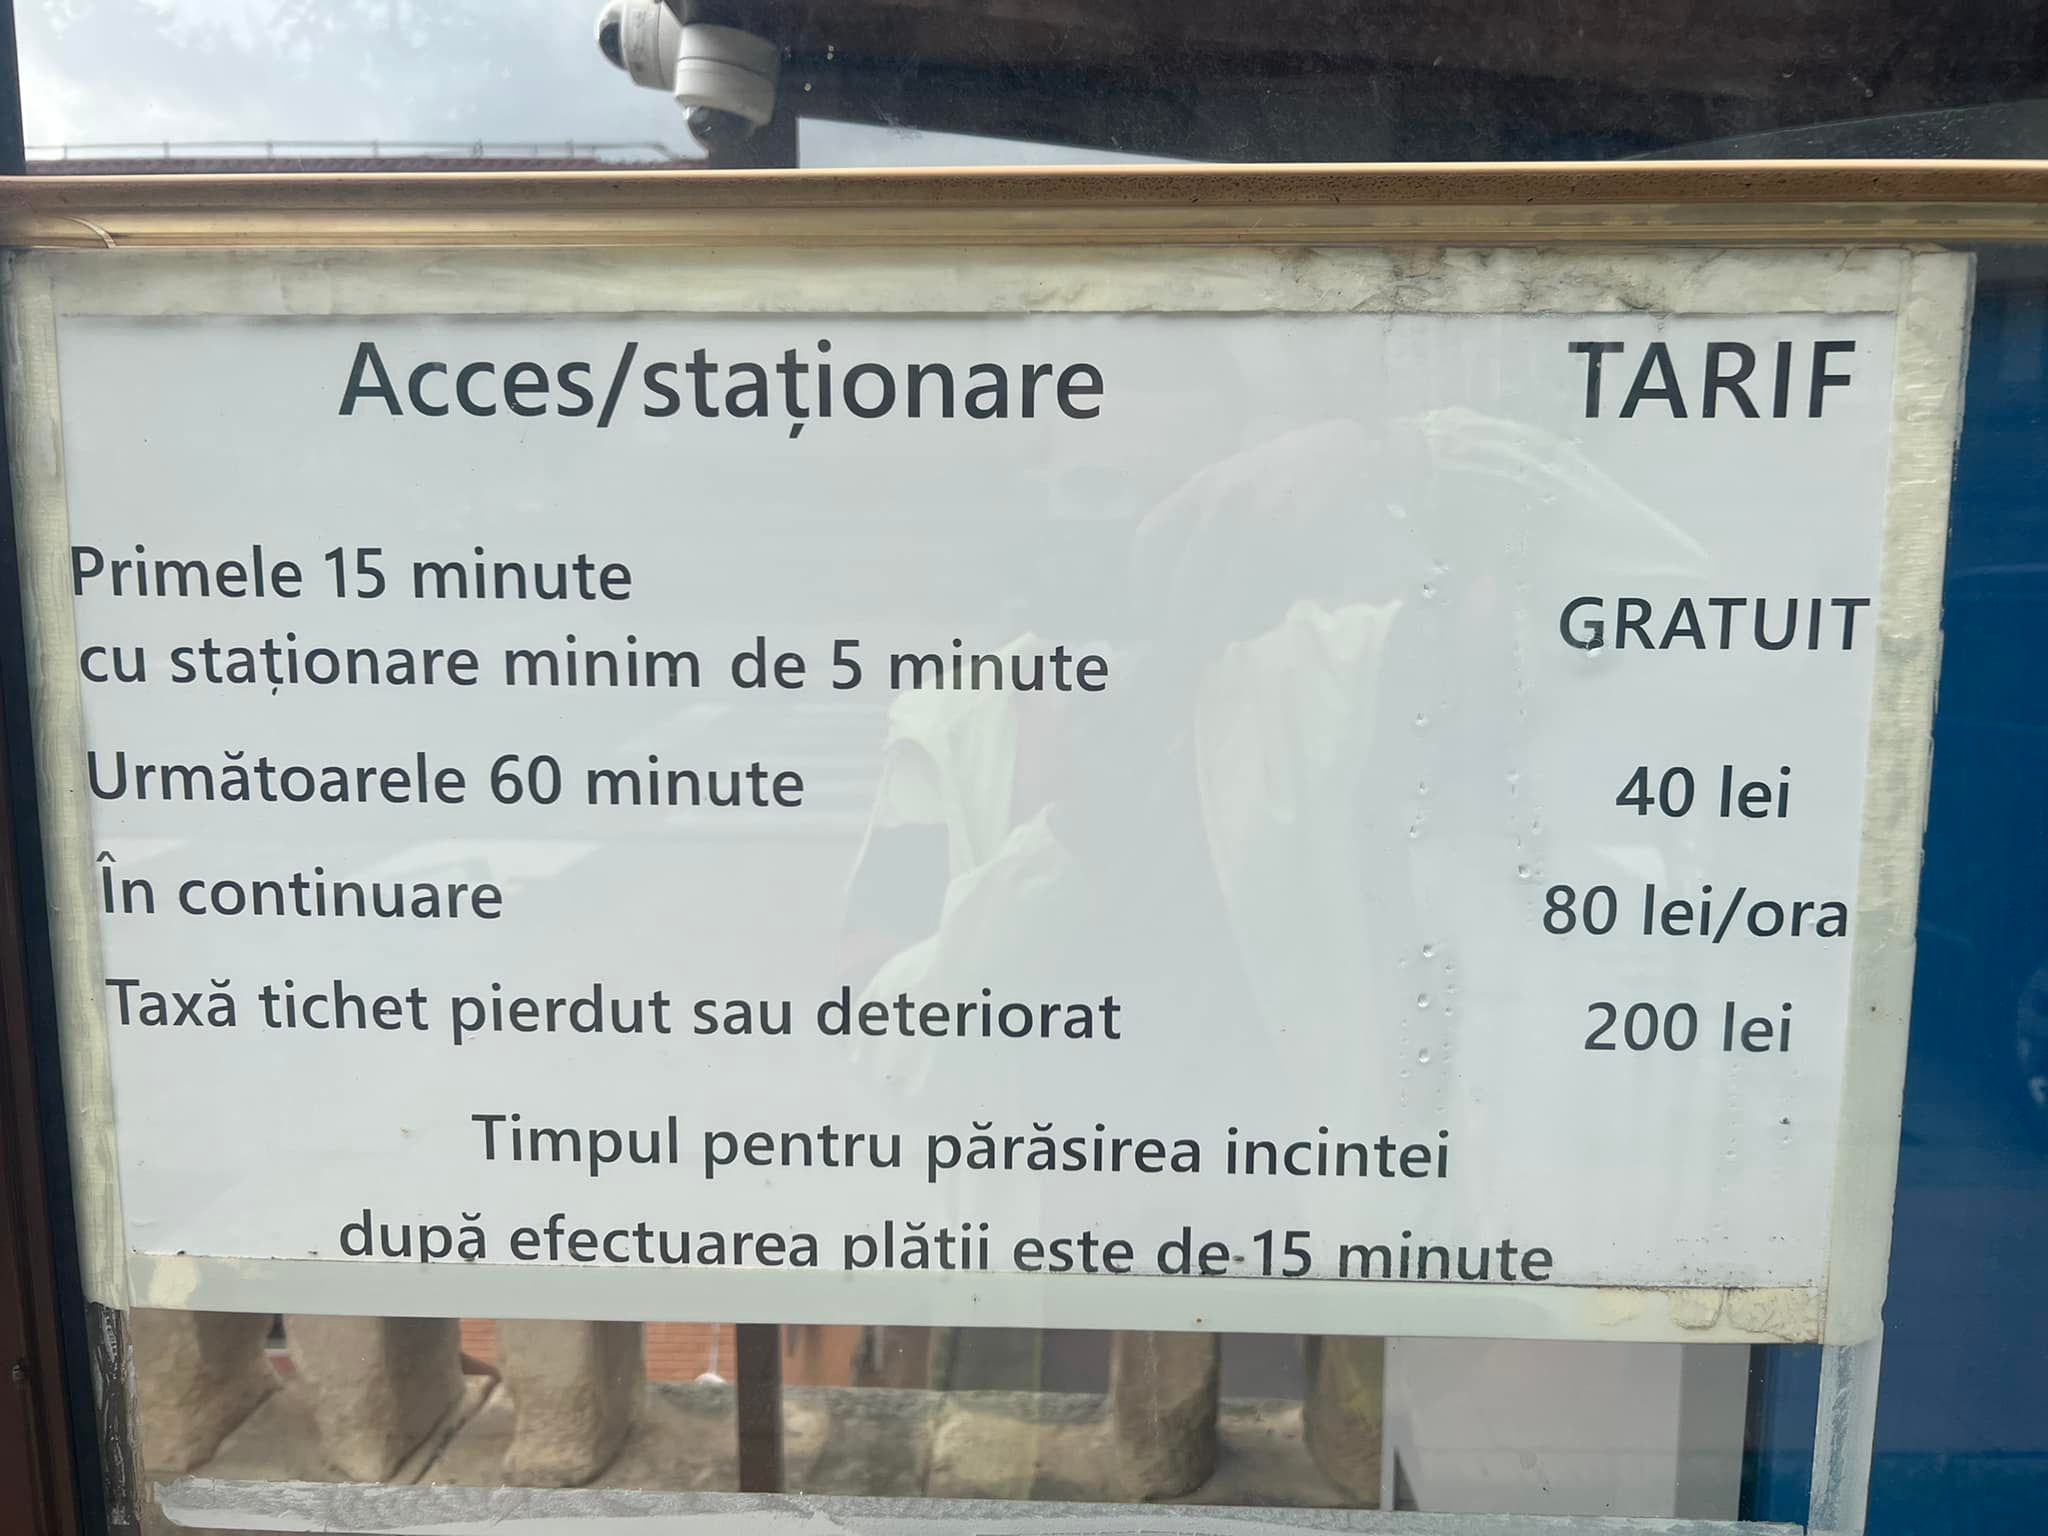 Acces/staționare TARIF
Primele 15 minute
cu staționare minim de 5 minute GRATUIT
Următoarele 60 minute 40 lei
În continuare 80 lei/ora
Taxă tichet pierdut sau deteriorat 200 lei
Timpul pentru părăsirea incintei
după efectuarea plătii este de 15 minute